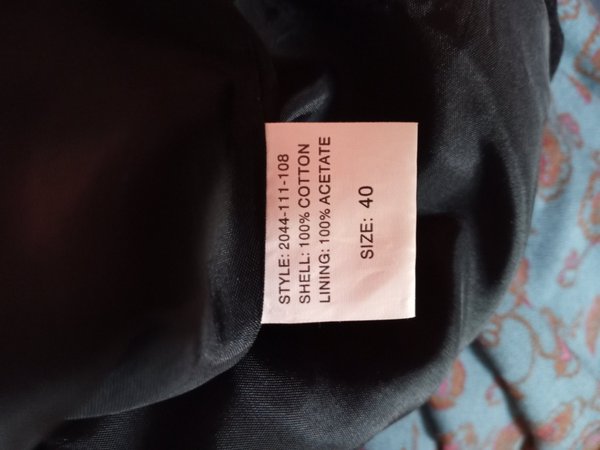 STYLE: 2044-111-108
SHELL: 100% COTTON
LINING: 100% ACETATE
SIZE: 40